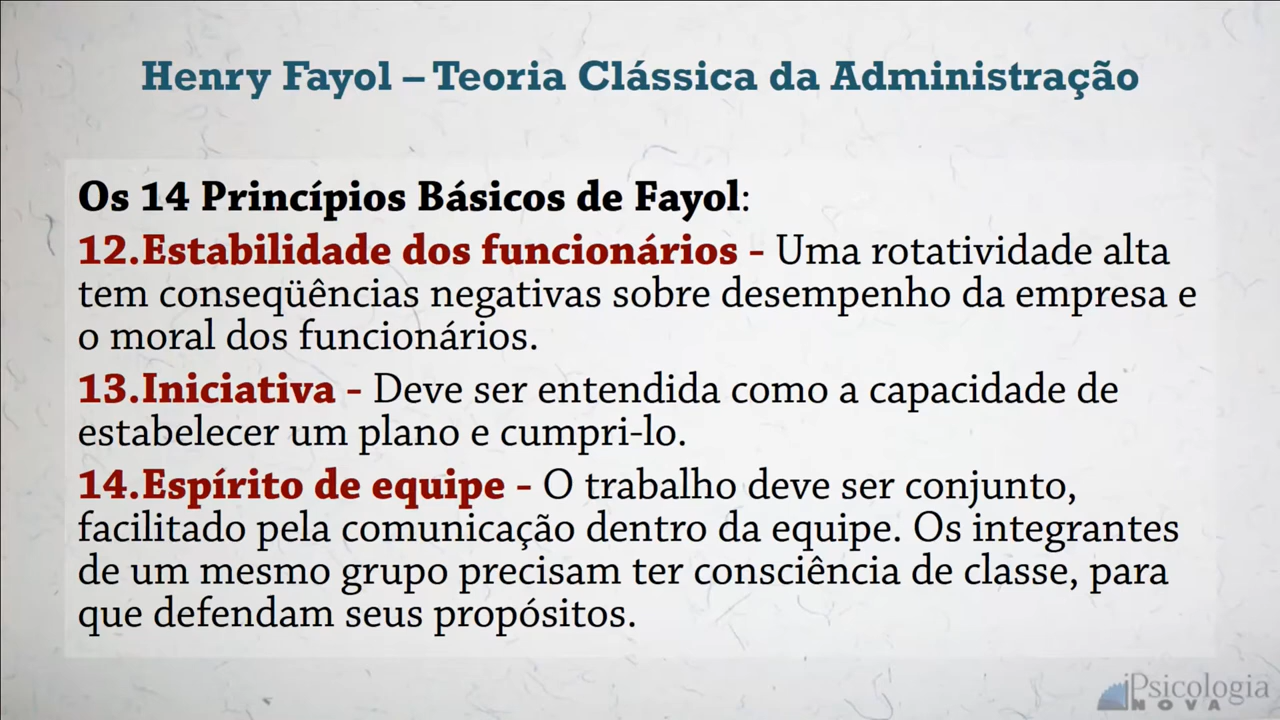 Henry Fayol – Teoria Clássica da Administração
Os 14 Princípios Básicos de Fayol:
12.Estabilidade dos funcionários - Uma rotatividade alta
tem conseqüências negativas sobre desempenho da empresa e
o moral dos funcionários.
13.Iniciativa - Deve ser entendida como a capacidade de
estabelecer um plano e cumpri-lo.
14.Espírito de equipe - O trabalho deve ser conjunto,
facilitado pela comunicação dentro da equipe. Os integrantes
de um mesmo grupo precisam ter consciência de classe, para
que defendam seus propósitos.
Psicologia
NOVA